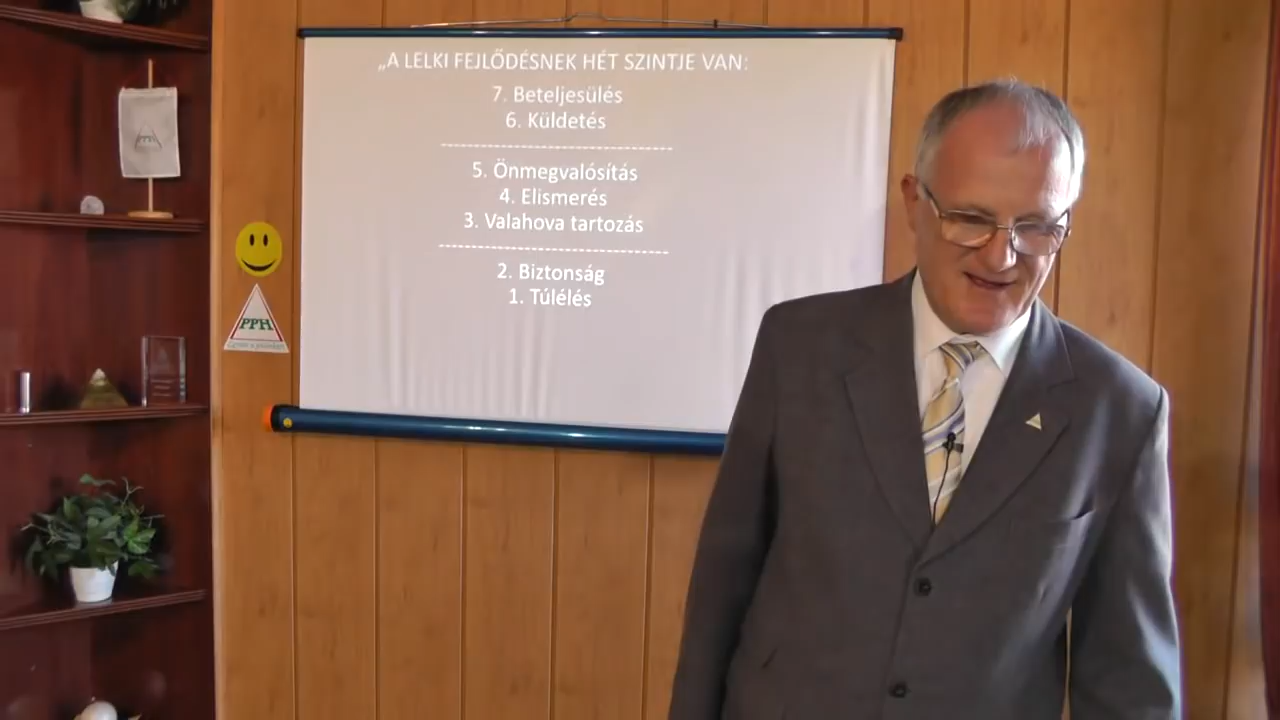 „A LELKI FEJLŐDÉSNEK HÉT SZINTJE VAN:
7. Beteljesülés
6. Küldetés
5. Önmegvalósítás
4. Elismerés
3. Valahova tartozás
2. Biztonság
1. Túlélés
PPH